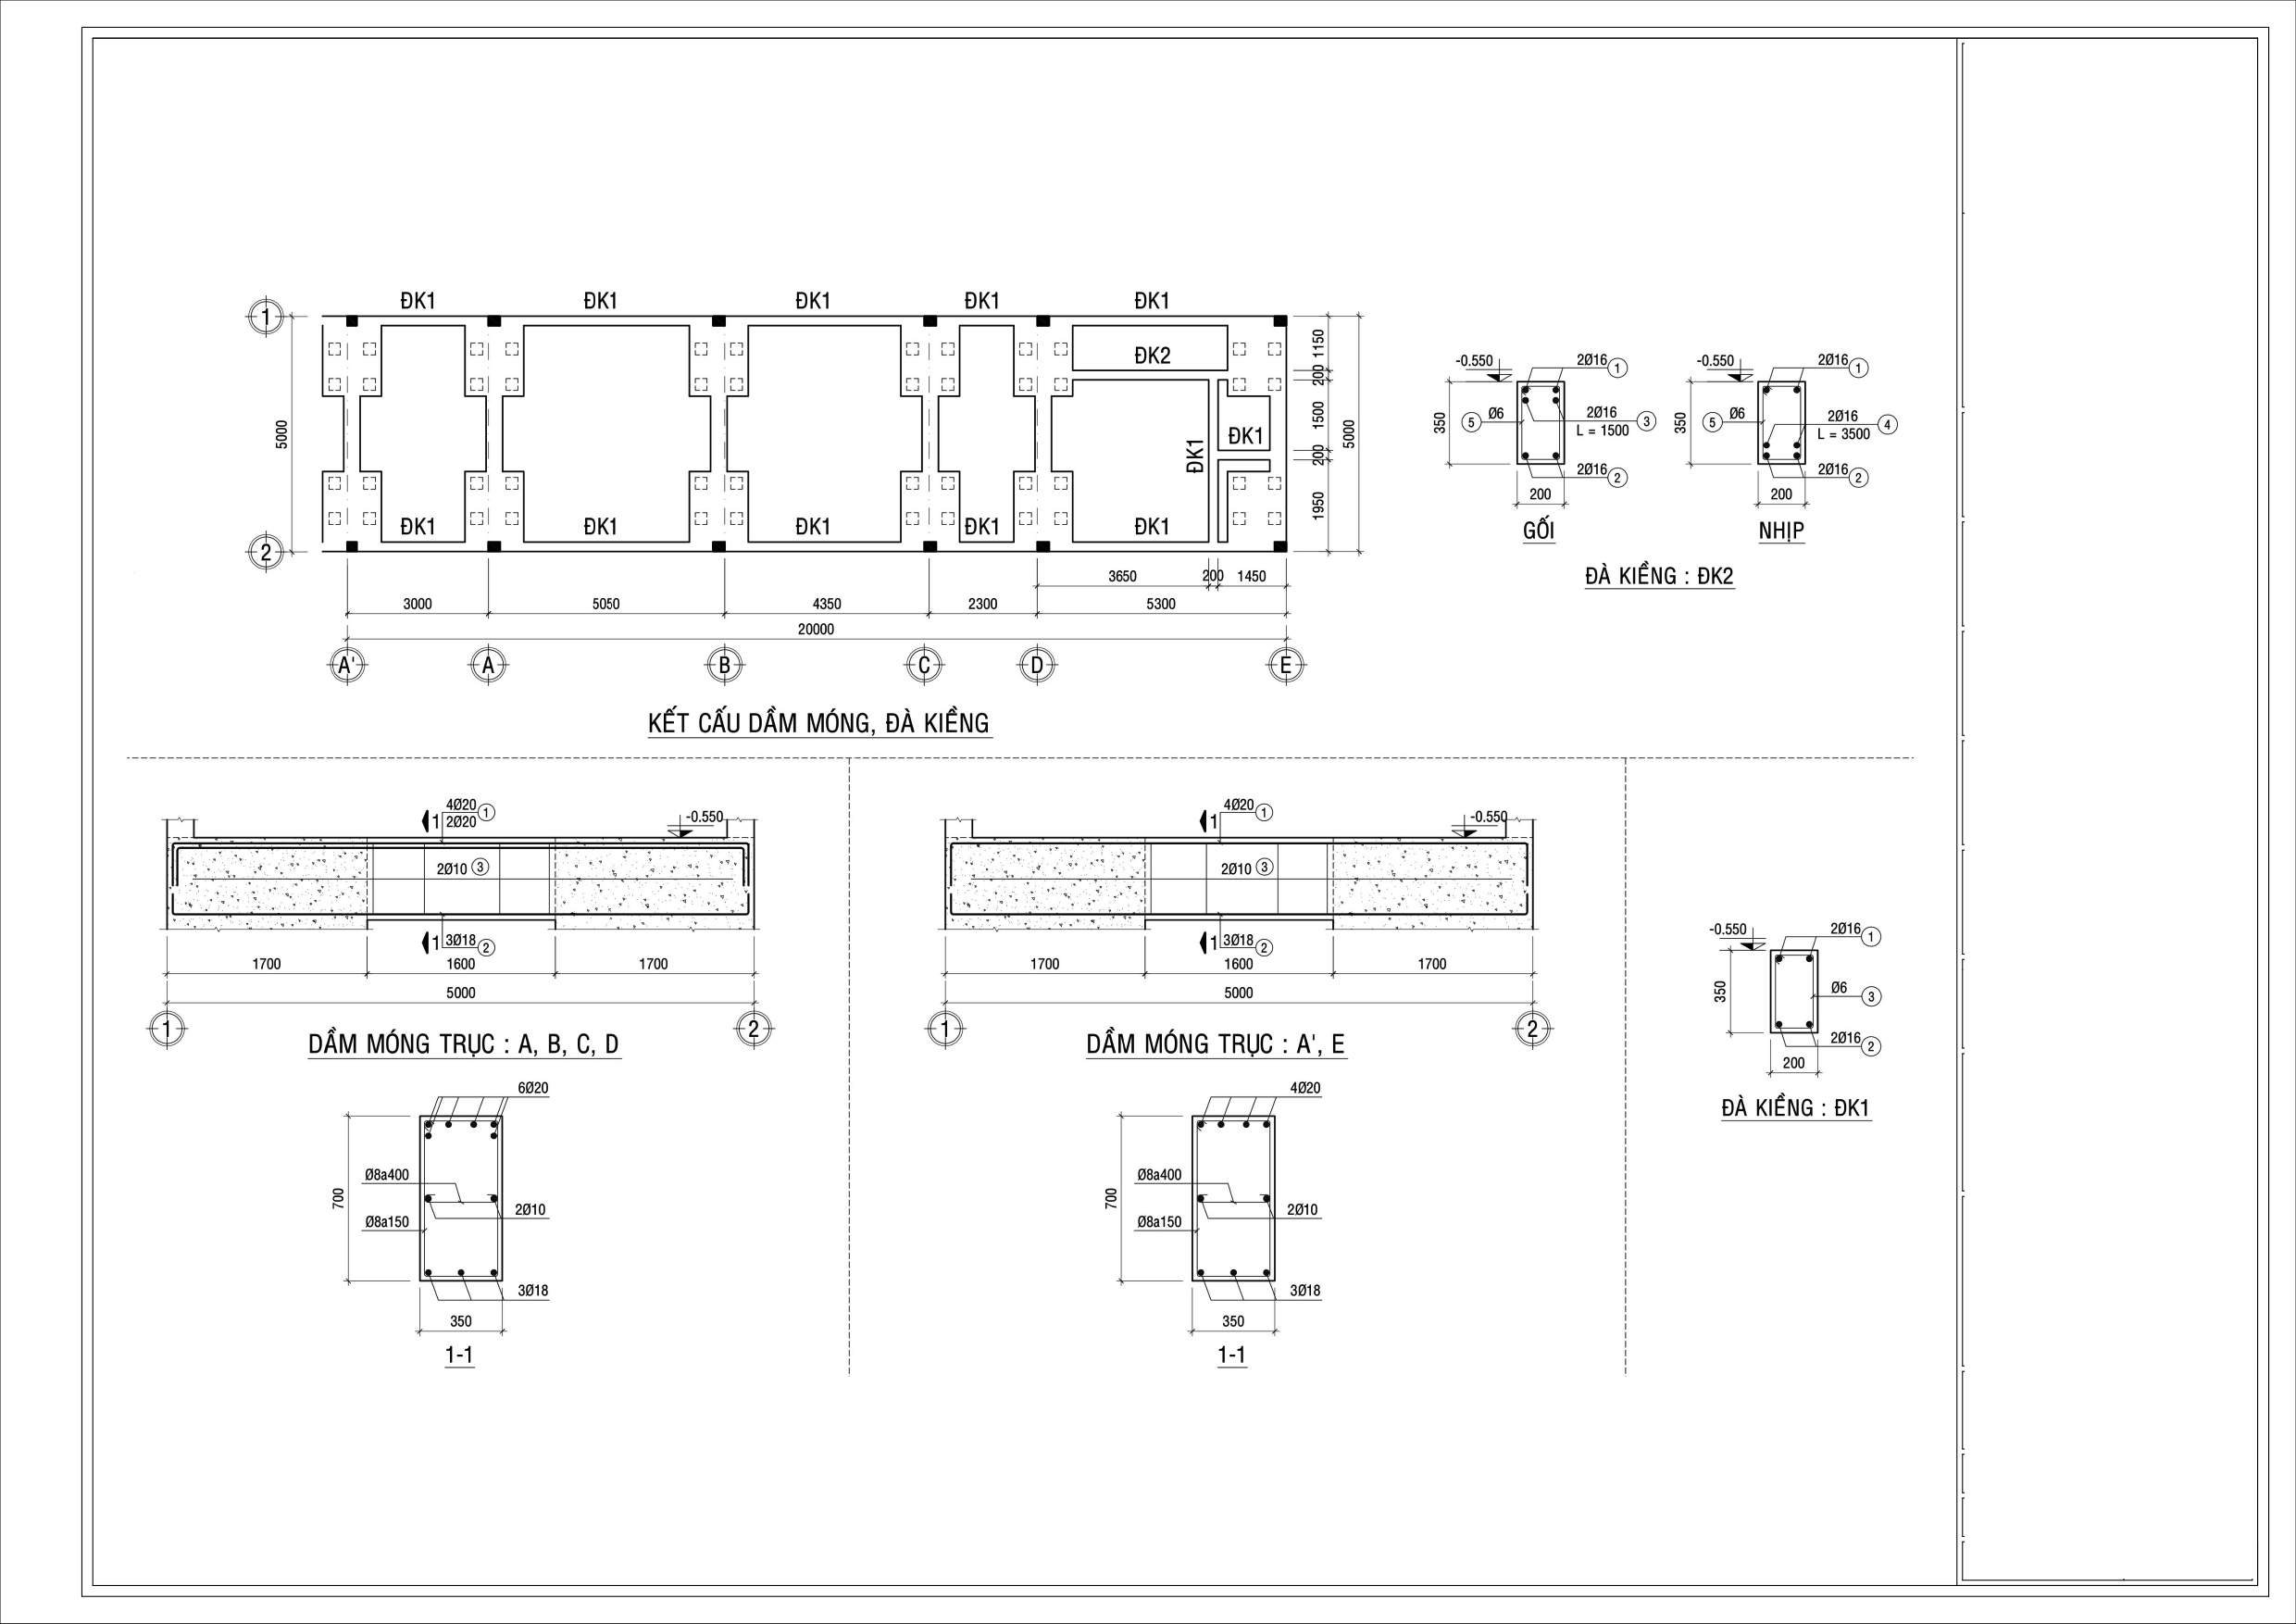 ĐK1 ĐK1 ĐK1 ĐK1 ĐK1
1
5000
2
ĐK2
ĐK1
ĐK1
ĐK1 ĐK1 ĐK1 ĐK1 ĐK1
1150
200
1500
200
1950
5000
3650 200 1450
3000 5050 4350 2300 5300
20000
A' A B C D E
KẾT CẤU DẦM MÓNG, ĐÀ KIỀNG
-0.550
2Ø16 1
5 Ø6
350
2Ø16 3
L = 1500
2Ø16 2
200
GỐI
-0.550
2Ø16 1
5 Ø6
350
2Ø16 4
L = 3500
2Ø16 2
200
NHỊP
ĐÀ KIỀNG : ĐK2
1 4Ø20 1
2Ø20
-0.550
2Ø10 3
1 3Ø18 2
1700 1600 1700
5000
1 2
DẦM MÓNG TRỤC : A, B, C, D
6Ø20
Ø8a400
700
2Ø10
Ø8a150
3Ø18
350
1-1
1 4Ø20 1
-0.550
2Ø10 3
1 3Ø18 2
1700 1600 1700
5000
1 2
DẦM MÓNG TRỤC : A', E
4Ø20
Ø8a400
700
2Ø10
Ø8a150
3Ø18
350
1-1
-0.550
2Ø16 1
350
Ø6 3
2Ø16 2
200
ĐÀ KIỀNG : ĐK1